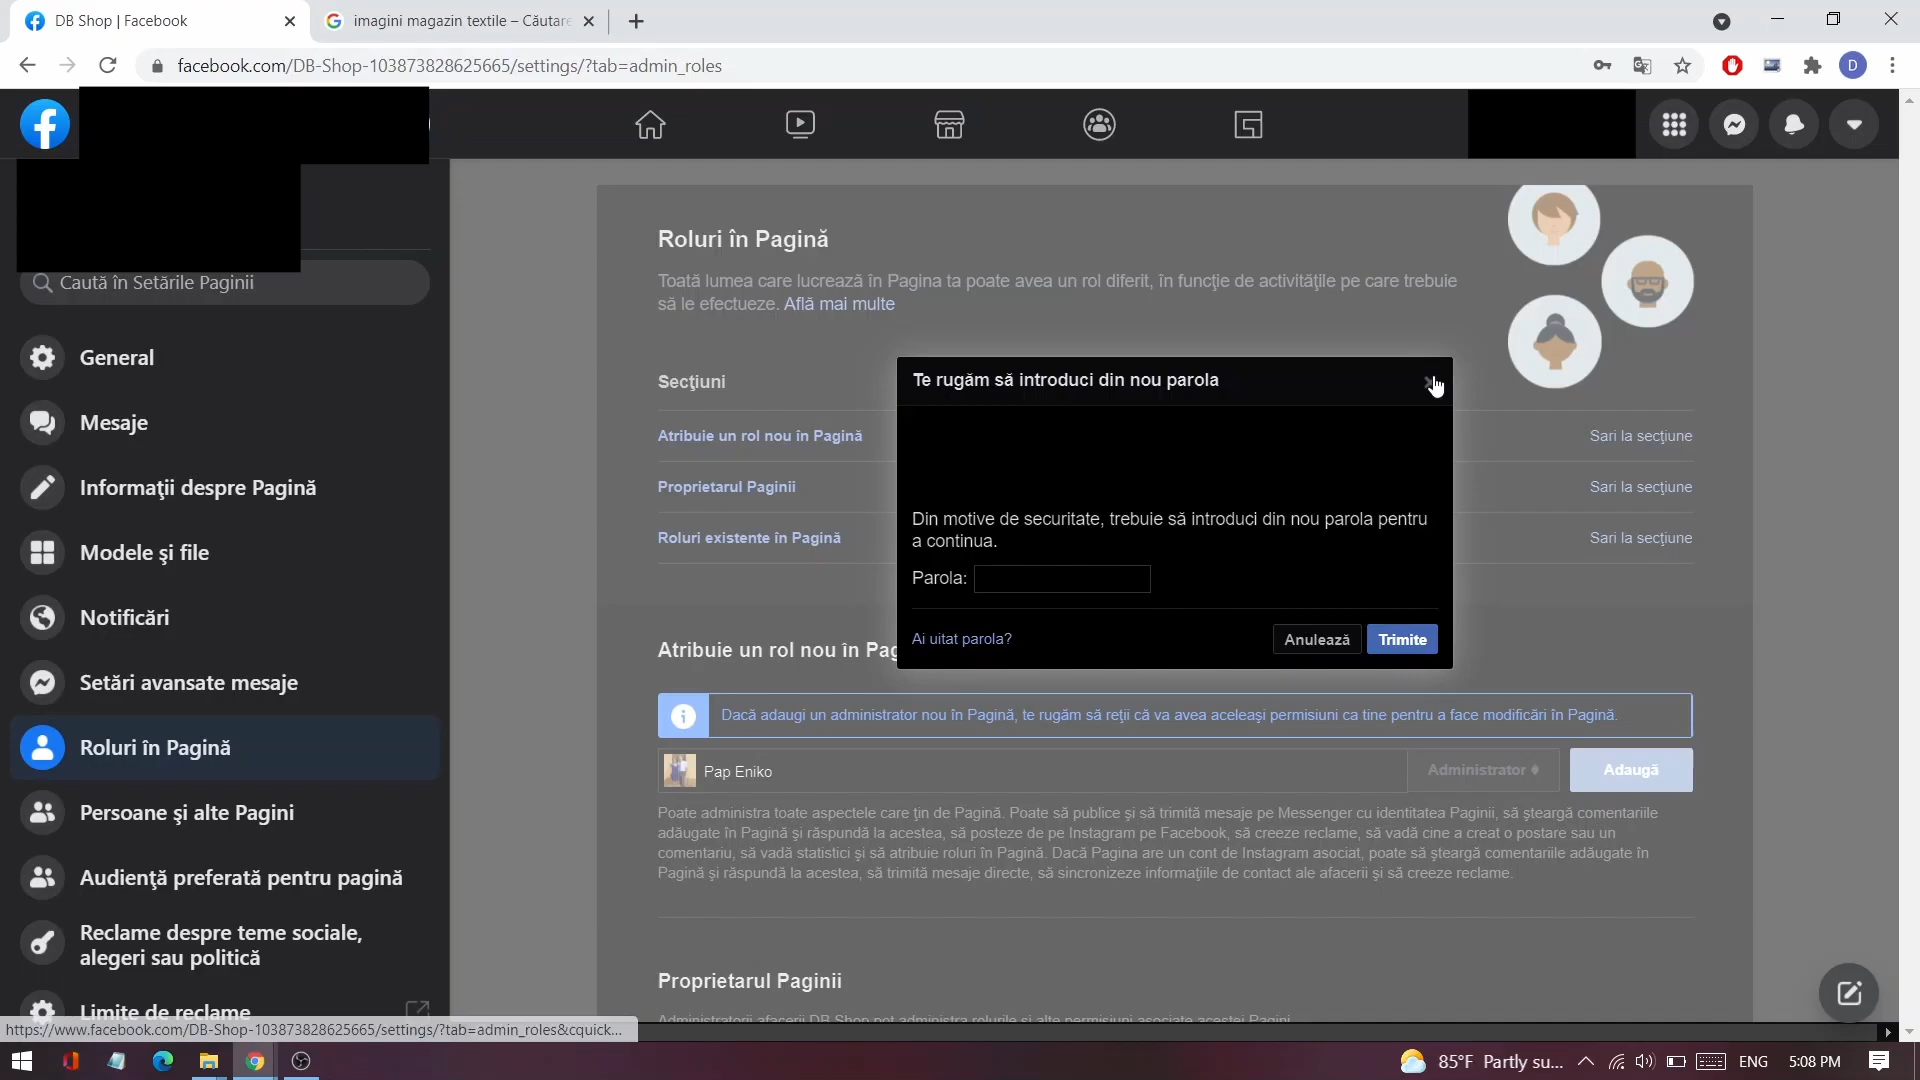 DB Shop | Facebook
imagini magazin textile – Căutare
facebook.com/DB-Shop-103873828625665/settings/?tab=admin_roles
D
Caută în Setările Paginii
General
Mesaje
Informații despre Pagină
Modele și file
Notificări
Setări avansate mesaje
Roluri în Pagină
Persoane și alte Pagini
Audiență preferată pentru pagină
Reclame despre teme sociale,
alegeri sau politică
Limite de reclame
https://www.facebook.com/DB-Shop-103873828625665/settings/?tab=admin_roles&cquick...
Roluri în Pagină
Toată lumea care lucrează în Pagina ta poate avea un rol diferit, în funcție de activitățile pe care trebuie
să le efectueze. Află mai multe
Secțiuni
Atribuie un rol nou în Pagină
Sari la secțiune
Proprietarul Paginii
Sari la secțiune
Roluri existente în Pagină
Sari la secțiune
Te rugăm să introduci din nou parola
Din motive de securitate, trebuie să introduci din nou parola pentru
a continua.
Parola:
Ai uitat parola?
Anulează
Trimite
Atribuie un rol nou în Pag
Dacă adaugi un administrator nou în Pagină, te rugăm să reții că va avea aceleași permisiuni ca tine pentru a face modificări în Pagină.
Pap Eniko
Administrator
Adaugă
Poate administra toate aspectele care țin de Pagină. Poate să publice și să trimită mesaje pe Messenger cu identitatea Paginii, să șteargă comentariile
adăugate în Pagină și răspundă la acestea, să posteze de pe Instagram pe Facebook, să creeze reclame, să vadă cine a creat o postare sau un
comentariu, să vadă statistici și să atribuie roluri în Pagină. Dacă Pagina are un cont de Instagram asociat, poate să șteargă comentariile adăugate în
Pagină și răspundă la acestea, să trimită mesaje directe, să sincronizeze informațiile de contact ale afacerii și să creeze reclame.
Proprietarul Paginii
Administratorii afacerii DB Shop pot administra rolurile și alte permisiuni asociate acestei Pagini
85°F Partly su...
ENG
5:08 PM